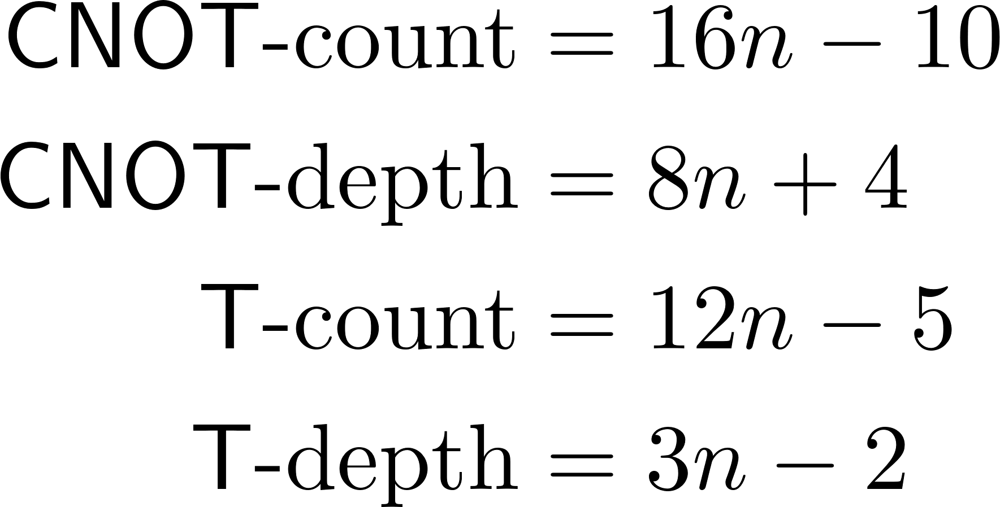 CNOT-count = 16n − 10
CNOT-depth = 8n + 4
T-count = 12n − 5
T-depth = 3n − 2